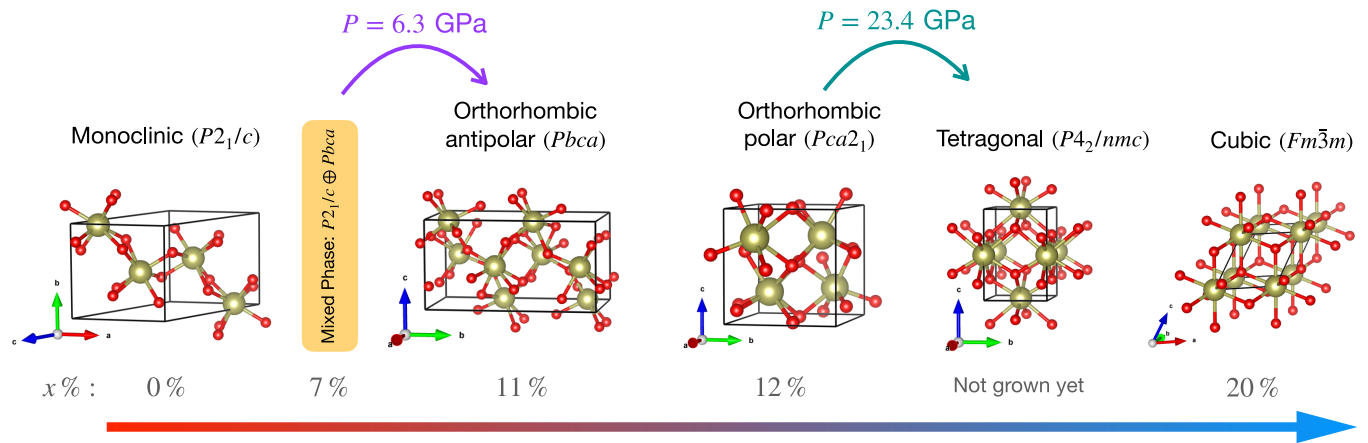 P = 6.3 GPa
P = 23.4 GPa
Monoclinic (P2₁/c)
Mixed Phase: P2₁/c ⊕ Pbca
Orthorhombic
antipolar (Pbca)
Orthorhombic
polar (Pca2₁)
Tetragonal (P4₂/nmc)
Cubic (Fm3̅m)
b
c
a
c
a
b
c
a
b
c
a
b
c
b
a
x % :
0 %
7 %
11 %
12 %
Not grown yet
20 %